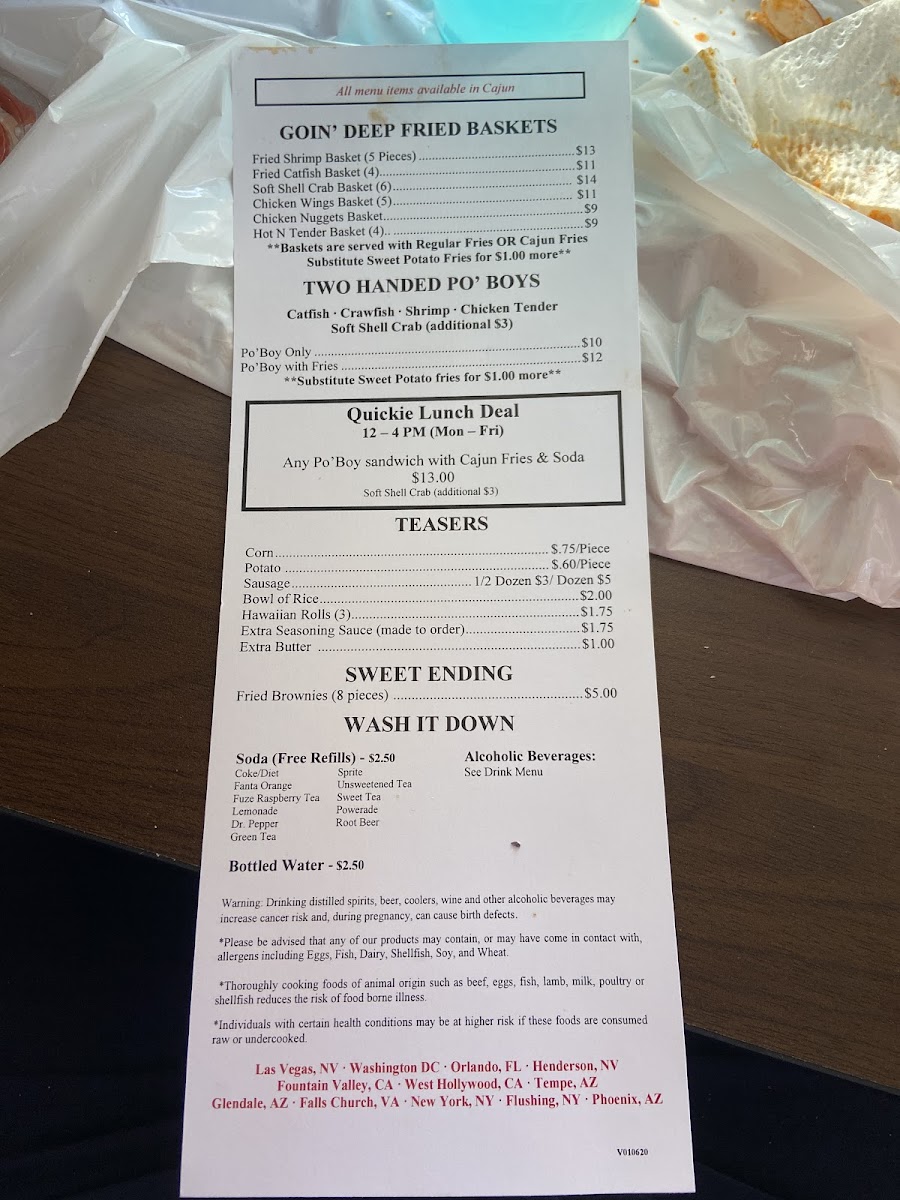 All menu items available in Cajun
GOIN' DEEP FRIED BASKETS
Fried Shrimp Basket (5 Pieces) ............ $13
Fried Catfish Basket (4) ............ $11
Soft Shell Crab Basket (6) ............ $14
Chicken Wings Basket (5) ............ $11
Chicken Nuggets Basket ............ $9
Hot N Tender Basket (4) ............ $9
**Baskets are served with Regular Fries OR Cajun Fries
Substitute Sweet Potato Fries for $1.00 more**
TWO HANDED PO' BOYS
Catfish · Crawfish · Shrimp · Chicken Tender
Soft Shell Crab (additional $3)
Po'Boy Only ............ $10
Po'Boy with Fries ............ $12
**Substitute Sweet Potato fries for $1.00 more**
Quickie Lunch Deal
12 – 4 PM (Mon – Fri)
Any Po'Boy sandwich with Cajun Fries & Soda
$13.00
Soft Shell Crab (additional $3)
TEASERS
Corn ............ $.75/Piece
Potato ............ $.60/Piece
Sausage ............ 1/2 Dozen $3/ Dozen $5
Bowl of Rice ............ $2.00
Hawaiian Rolls (3) ............ $1.75
Extra Seasoning Sauce (made to order) ............ $1.75
Extra Butter ............ $1.00
SWEET ENDING
Fried Brownies (8 pieces) ............ $5.00
WASH IT DOWN
Soda (Free Refills) - $2.50
Coke/Diet Sprite
Fanta Orange Unsweetened Tea
Fuze Raspberry Tea Sweet Tea
Lemonade Powerade
Dr. Pepper Root Beer
Green Tea
Alcoholic Beverages:
See Drink Menu
Bottled Water - $2.50
Warning: Drinking distilled spirits, beer, coolers, wine and other alcoholic beverages may
increase cancer risk and, during pregnancy, can cause birth defects.
*Please be advised that any of our products may contain, or may have come in contact with,
allergens including Eggs, Fish, Dairy, Shellfish, Soy, and Wheat.
*Thoroughly cooking foods of animal origin such as beef, eggs, fish, lamb, milk, poultry or
shellfish reduces the risk of food borne illness.
*Individuals with certain health conditions may be at higher risk if these foods are consumed
raw or undercooked.
Las Vegas, NV · Washington DC · Orlando, FL · Henderson, NV
Fountain Valley, CA · West Hollywood, CA · Tempe, AZ
Glendale, AZ · Falls Church, VA · New York, NY · Flushing, NY · Phoenix, AZ
V010620